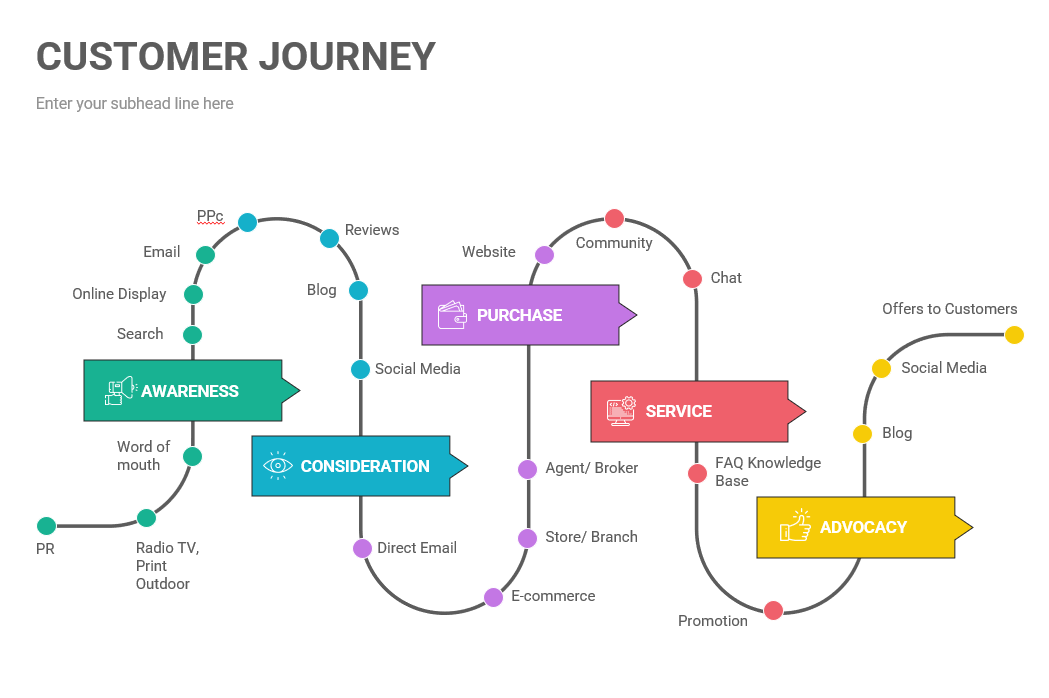 CUSTOMER JOURNEY
Enter your subhead line here
PPc
Reviews
Email
Online Display
Blog
Search
Social Media
AWARENESS
Word of
mouth
PR
Radio TV,
Print
Outdoor
CONSIDERATION
Direct Email
E-commerce
Store/ Branch
Agent/ Broker
PURCHASE
Website
Community
Chat
SERVICE
FAQ Knowledge
Base
Promotion
ADVOCACY
Blog
Social Media
Offers to Customers